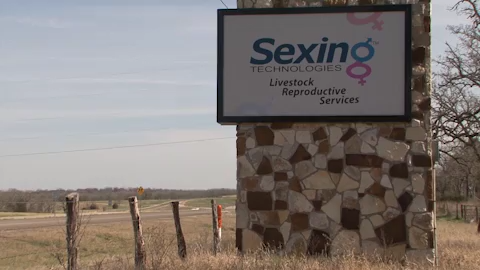 Sexing
TECHNOLOGIES
Livestock
Reproductive
Services